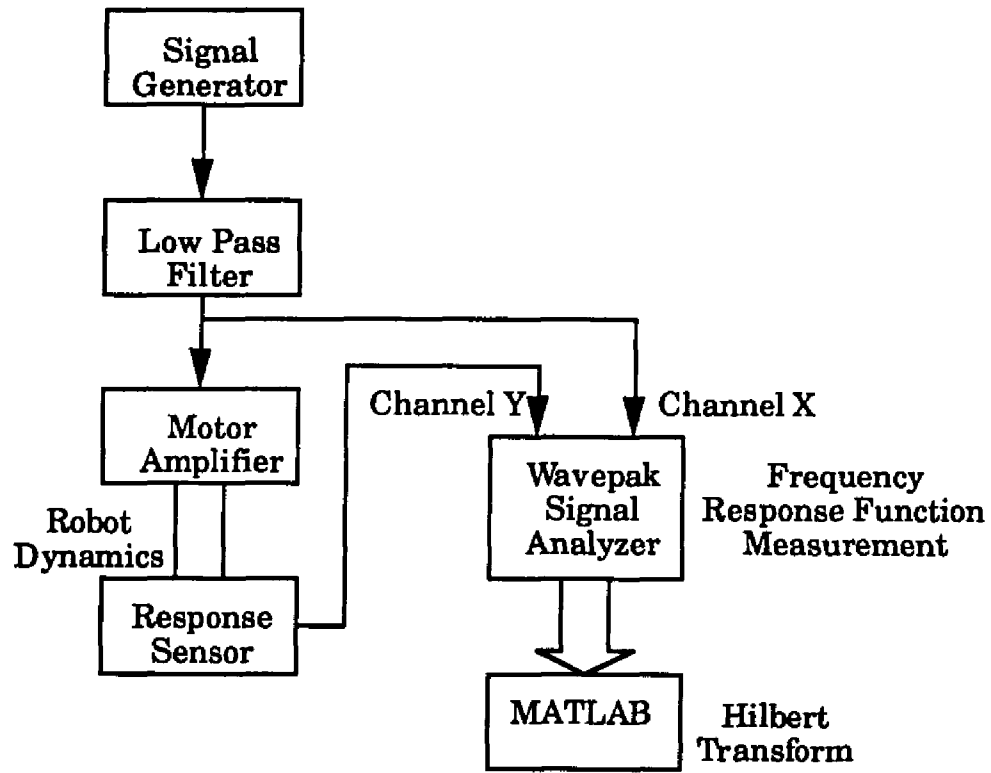 Signal
Generator
Low Pass
Filter
Channel Y
Channel X
Motor
Amplifier
Wavepak
Signal
Analyzer
Frequency
Response Function
Measurement
Robot
Dynamics
Response
Sensor
MATLAB
Hilbert
Transform